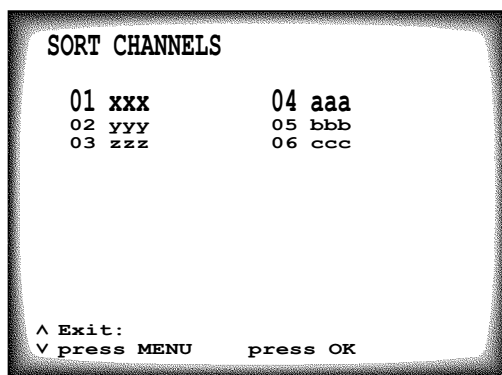 SORT CHANNELS
01 xxx 04 aaa
02 yyy 05 bbb
03 zzz 06 ccc
∧ Exit:
∨ press MENU press OK